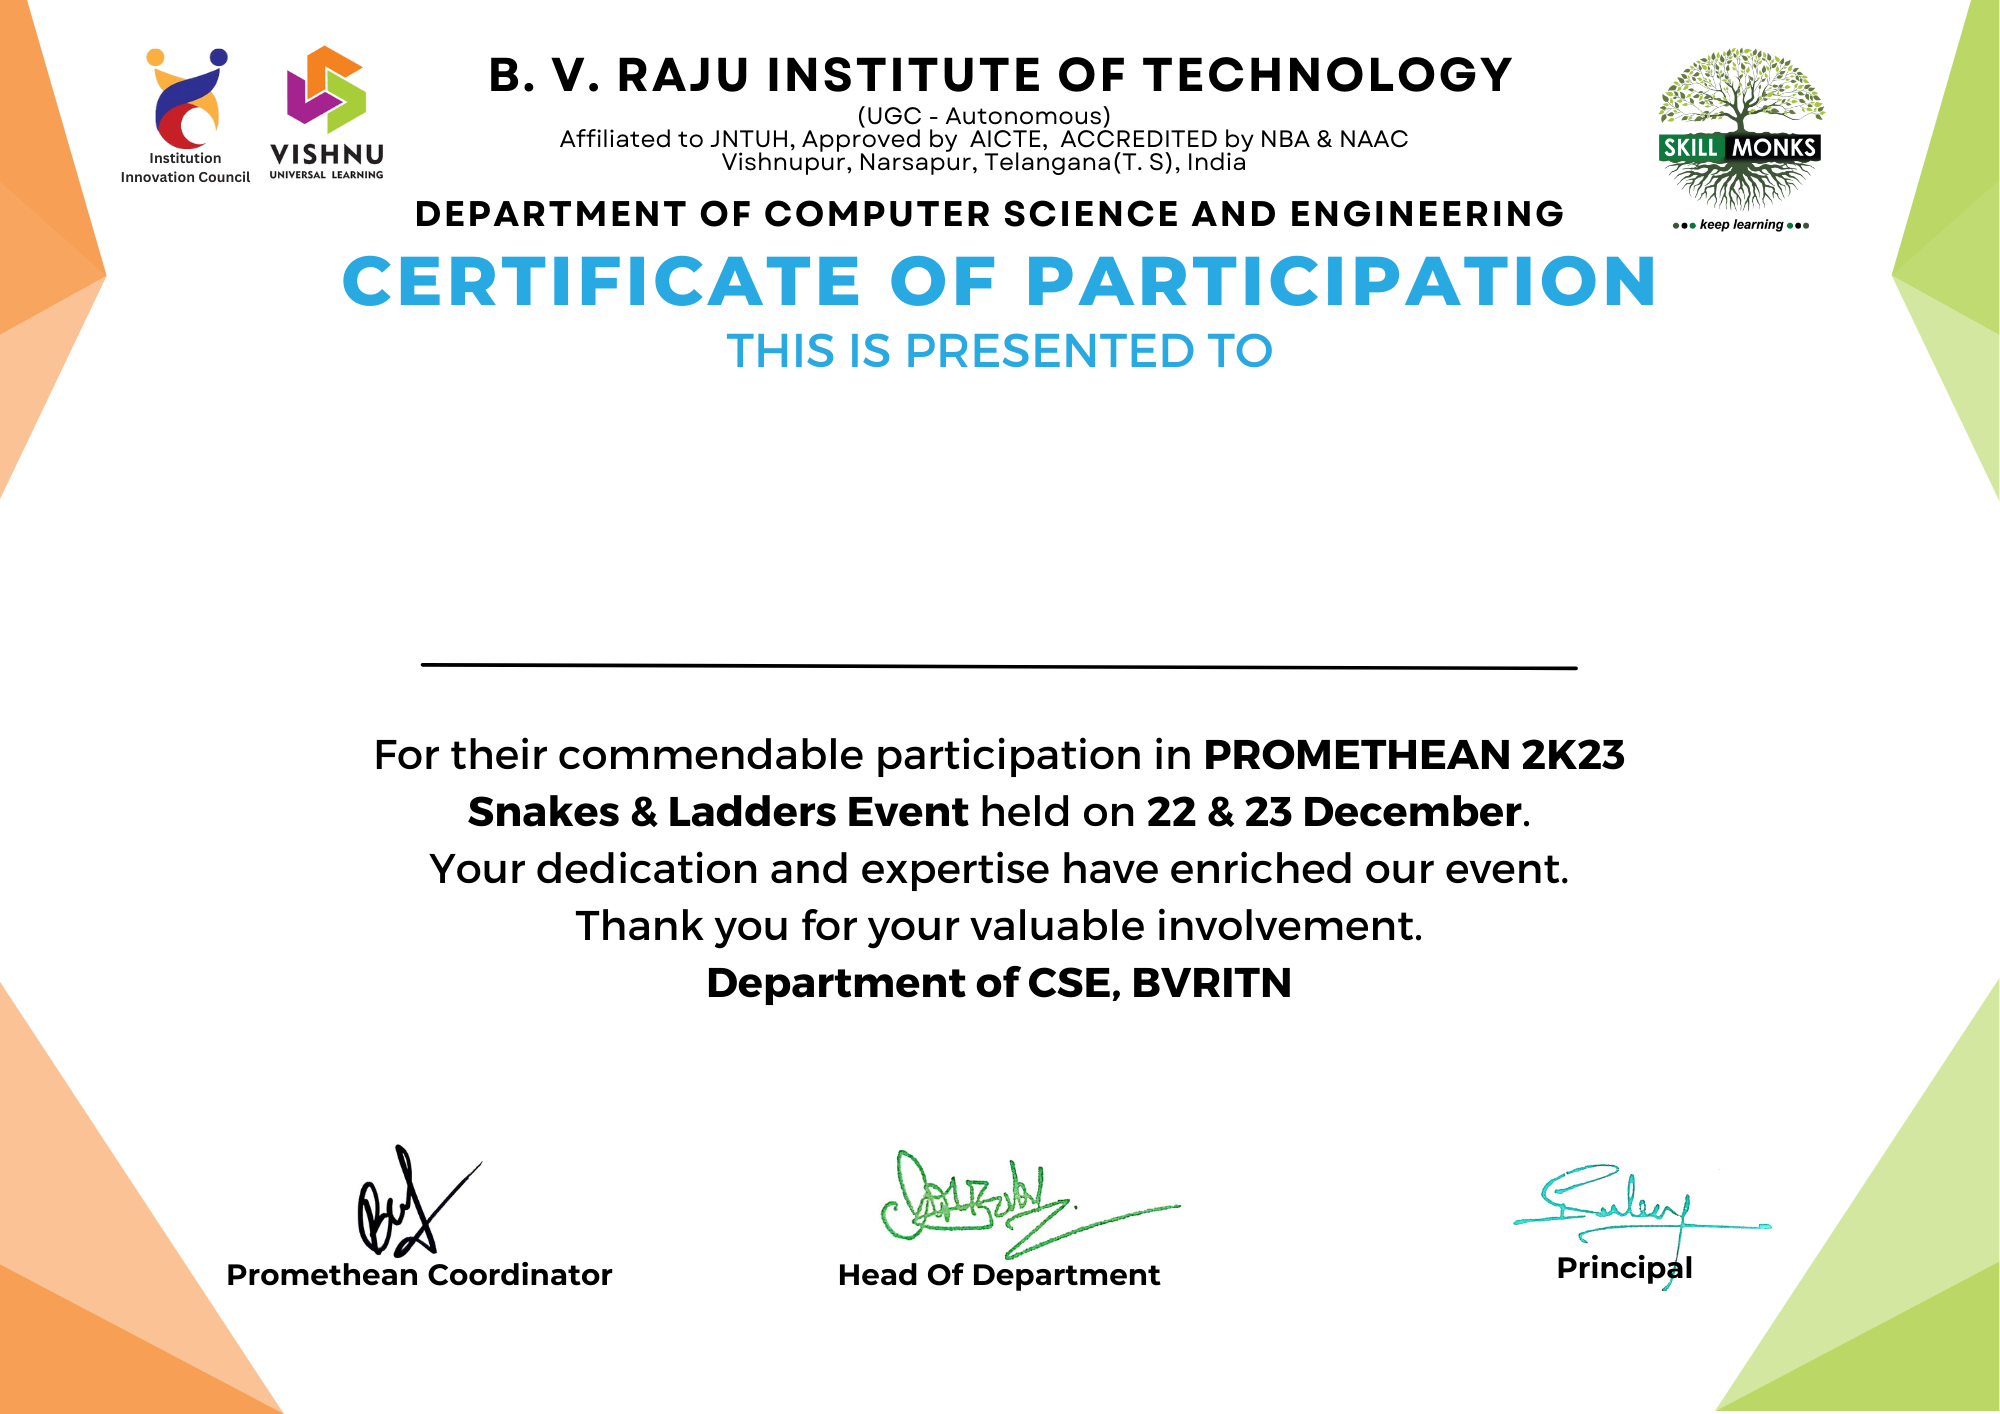 Institution
Innovation Council
VISHNU
UNIVERSAL LEARNING
B. V. RAJU INSTITUTE OF TECHNOLOGY
(UGC - Autonomous)
Affiliated to JNTUH, Approved by AICTE, ACCREDITED by NBA & NAAC
Vishnupur, Narsapur, Telangana(T. S), India
SKILL MONKS
keep learning
DEPARTMENT OF COMPUTER SCIENCE AND ENGINEERING
CERTIFICATE OF PARTICIPATION
THIS IS PRESENTED TO
For their commendable participation in PROMETHEAN 2K23
Snakes & Ladders Event held on 22 & 23 December.
Your dedication and expertise have enriched our event.
Thank you for your valuable involvement.
Department of CSE, BVRITN
Promethean Coordinator
Head Of Department
Principal